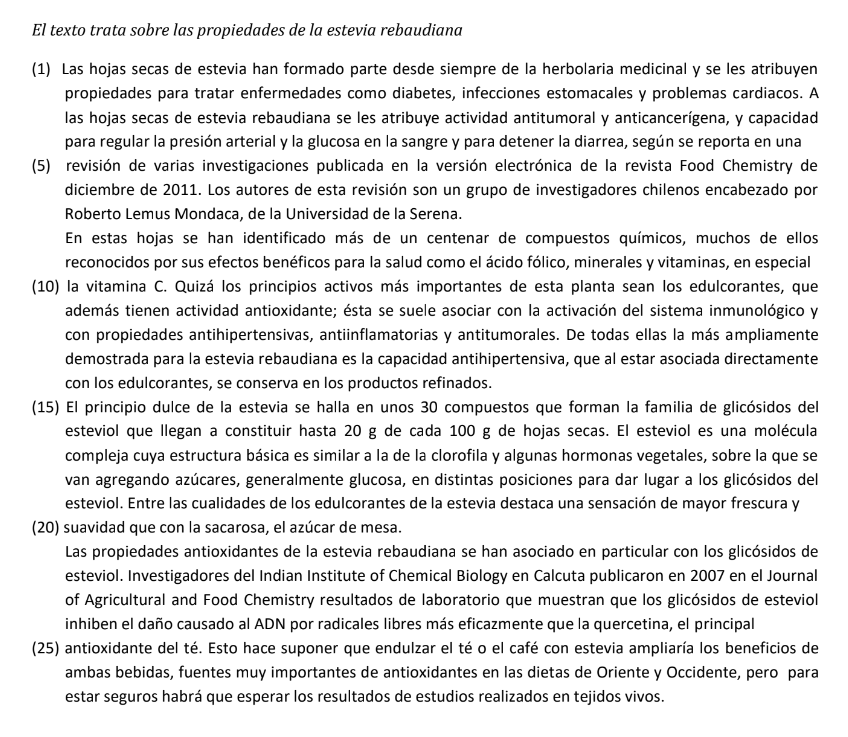 El texto trata sobre las propiedades de la estevia rebaudiana
(1) Las hojas secas de estevia han formado parte desde siempre de la herbolaria medicinal y se les atribuyen
propiedades para tratar enfermedades como diabetes, infecciones estomacales y problemas cardiacos. A
las hojas secas de estevia rebaudiana se les atribuye actividad antitumoral y anticancerígena, y capacidad
para regular la presión arterial y la glucosa en la sangre y para detener la diarrea, según se reporta en una
(5) revisión de varias investigaciones publicada en la versión electrónica de la revista Food Chemistry de
diciembre de 2011. Los autores de esta revisión son un grupo de investigadores chilenos encabezado por
Roberto Lemus Mondaca, de la Universidad de la Serena.
En estas hojas se han identificado más de un centenar de compuestos químicos, muchos de ellos
reconocidos por sus efectos benéficos para la salud como el ácido fólico, minerales y vitaminas, en especial
(10) la vitamina C. Quizá los principios activos más importantes de esta planta sean los edulcorantes, que
además tienen actividad antioxidante; ésta se suele asociar con la activación del sistema inmunológico y
con propiedades antihipertensivas, antiinflamatorias y antitumorales. De todas ellas la más ampliamente
demostrada para la estevia rebaudiana es la capacidad antihipertensiva, que al estar asociada directamente
con los edulcorantes, se conserva en los productos refinados.
(15) El principio dulce de la estevia se halla en unos 30 compuestos que forman la familia de glicósidos del
esteviol que llegan a constituir hasta 20 g de cada 100 g de hojas secas. El esteviol es una molécula
compleja cuya estructura básica es similar a la de la clorofila y algunas hormonas vegetales, sobre la que se
van agregando azúcares, generalmente glucosa, en distintas posiciones para dar lugar a los glicósidos del
esteviol. Entre las cualidades de los edulcorantes de la estevia destaca una sensación de mayor frescura y
(20) suavidad que con la sacarosa, el azúcar de mesa.
Las propiedades antioxidantes de la estevia rebaudiana se han asociado en particular con los glicósidos de
esteviol. Investigadores del Indian Institute of Chemical Biology en Calcuta publicaron en 2007 en el Journal
of Agricultural and Food Chemistry resultados de laboratorio que muestran que los glicósidos de esteviol
inhiben el daño causado al ADN por radicales libres más eficazmente que la quercetina, el principal
(25) antioxidante del té. Esto hace suponer que endulzar el té o el café con estevia ampliaría los beneficios de
ambas bebidas, fuentes muy importantes de antioxidantes en las dietas de Oriente y Occidente, pero para
estar seguros habrá que esperar los resultados de estudios realizados en tejidos vivos.